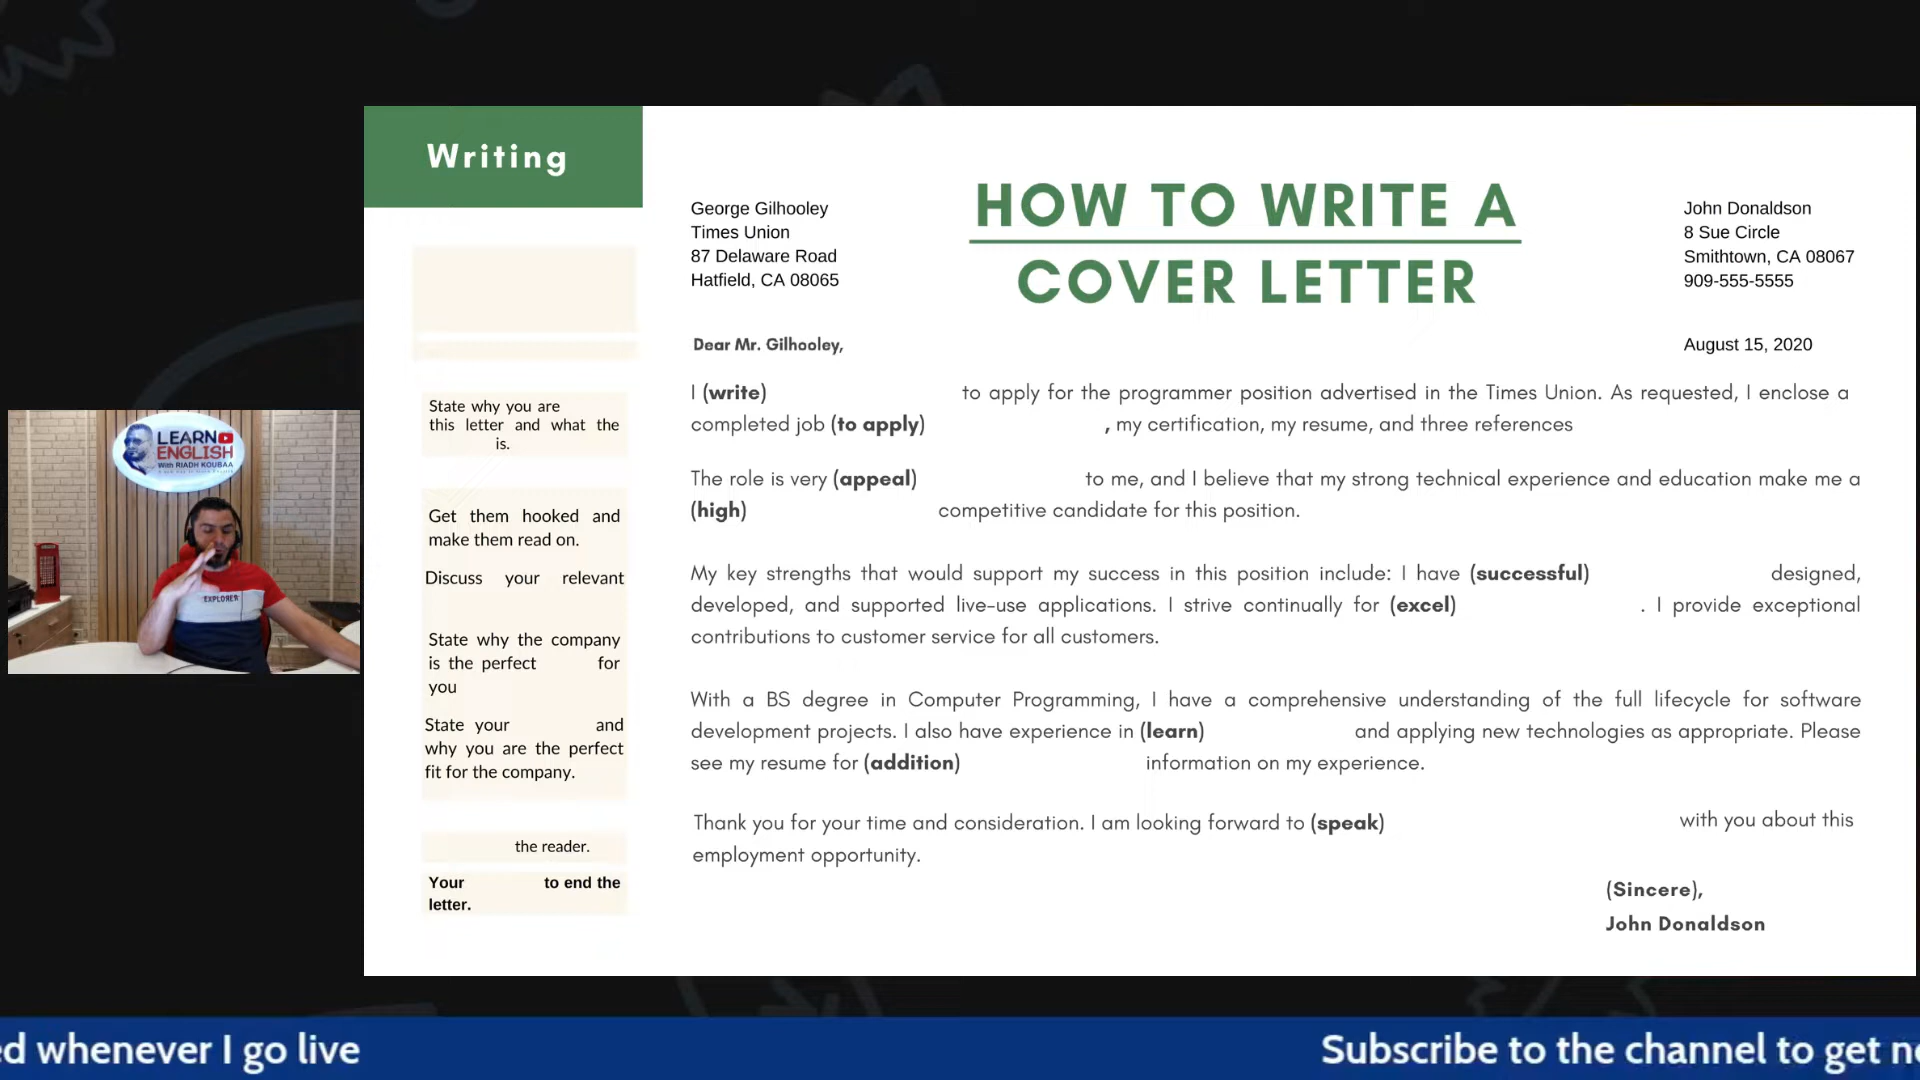 Writing
HOW TO WRITE A
COVER LETTER
George Gilhooley
Times Union
87 Delaware Road
Hatfield, CA 08065
John Donaldson
8 Sue Circle
Smithtown, CA 08067
909-555-5555
Dear Mr. Gilhooley,
August 15, 2020
I (write) to apply for the programmer position advertised in the Times Union. As requested, I enclose a
completed job (to apply) , my certification, my resume, and three references
The role is very (appeal) to me, and I believe that my strong technical experience and education make me a
(high) competitive candidate for this position.
My key strengths that would support my success in this position include: I have (successful) designed,
developed, and supported live-use applications. I strive continually for (excel) . I provide exceptional
contributions to customer service for all customers.
With a BS degree in Computer Programming, I have a comprehensive understanding of the full lifecycle for software
development projects. I also have experience in (learn) and applying new technologies as appropriate. Please
see my resume for (addition) information on my experience.
Thank you for your time and consideration. I am looking forward to (speak) with you about this
employment opportunity.
(Sincere),
John Donaldson
State why you are
this letter and what the
is.
Get them hooked and
make them read on.
Discuss your relevant
State why the company
is the perfect for
you
State your and
why you are the perfect
fit for the company.
the reader.
Your to end the
letter.
LEARN
ENGLISH
With RIADH KOUBAA
EXPLORER
ed whenever I go live
Subscribe to the channel to get no